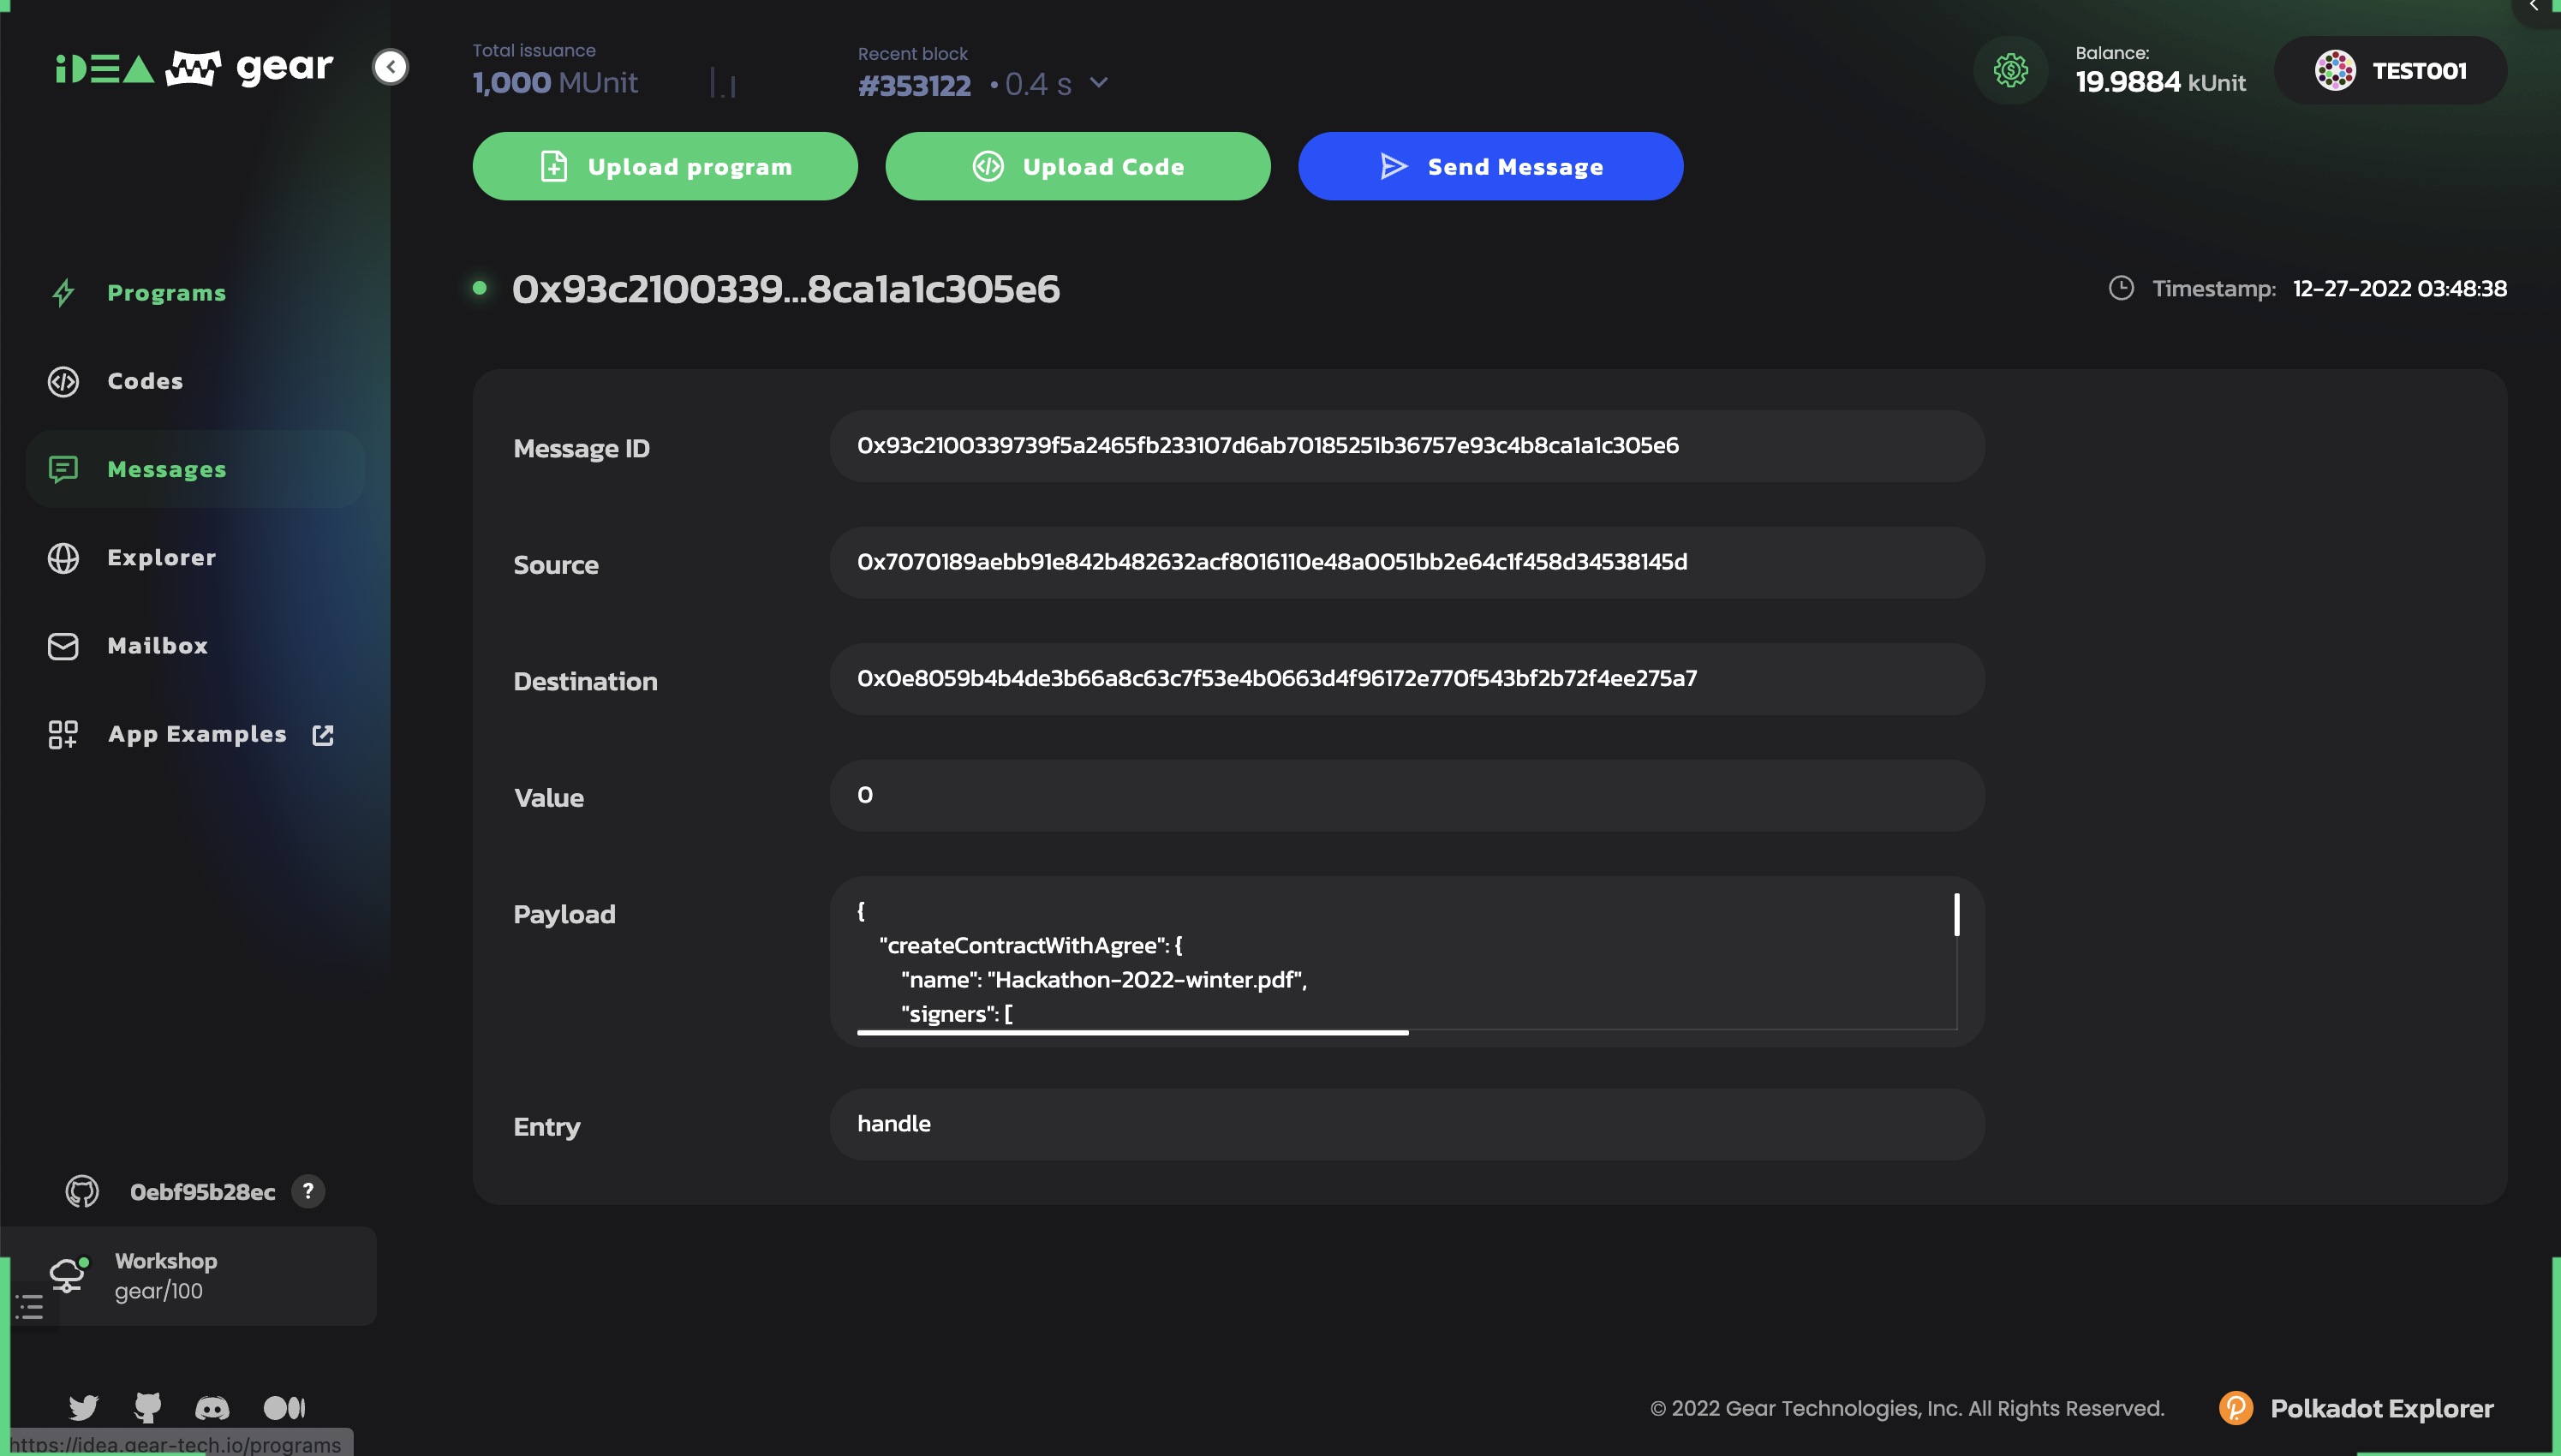 iDEA gear
Total issuance
1,000 MUnit
Recent block
#353122 • 0.4 s
Balance:
19.9884 kUnit
TEST001
Upload program
Upload Code
Send Message
Programs
Codes
Messages
Explorer
Mailbox
App Examples
0x93c2100339...8ca1a1c305e6
Timestamp: 12-27-2022 03:48:38
Message ID
0x93c2100339739f5a2465fb233107d6ab70185251b36757e93c4b8ca1a1c305e6
Source
0x7070189aebb91e842b482632acf8016110e48a0051bb2e64c1f458d34538145d
Destination
0x0e8059b4b4de3b66a8c63c7f53e4b0663d4f96172e770f543bf2b72f4ee275a7
Value
0
Payload
{
"createContractWithAgree": {
"name": "Hackathon-2022-winter.pdf",
"signers": [
Entry
handle
0ebf95b28ec ?
Workshop
gear/100
© 2022 Gear Technologies, Inc. All Rights Reserved.
Polkadot Explorer
https://idea.gear-tech.io/programs